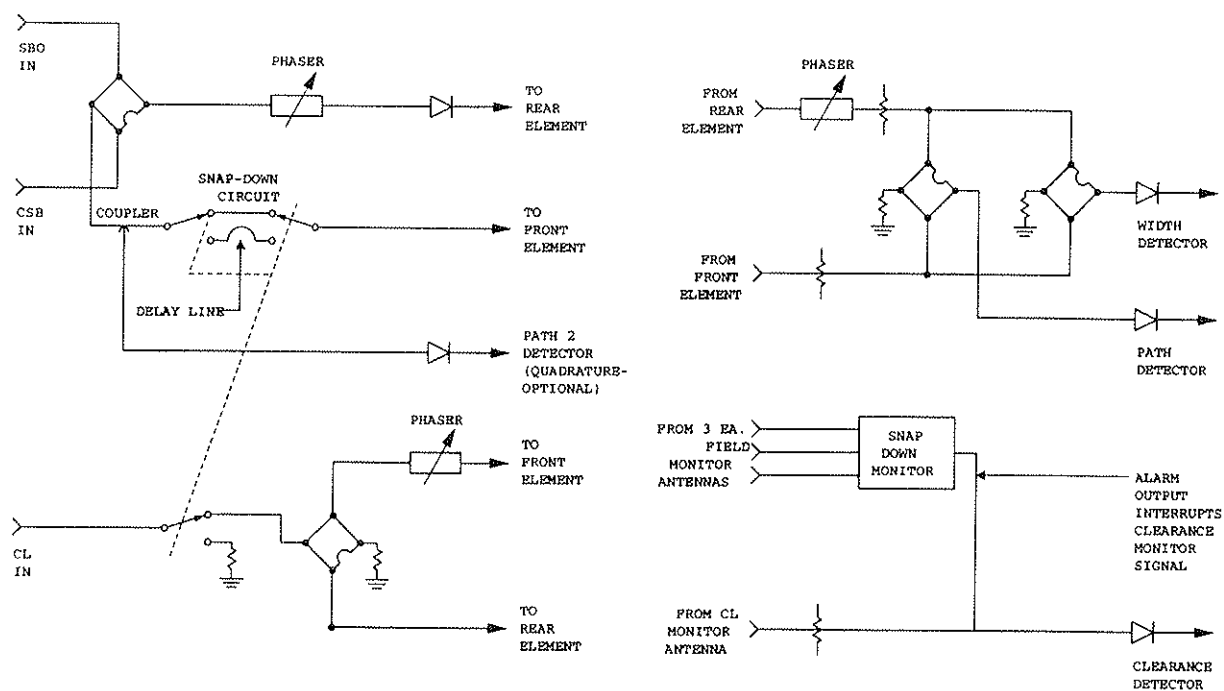 SBO
IN
PHASER
TO
REAR
ELEMENT
CSB
IN
COUPLER
SNAP-DOWN
CIRCUIT
TO
FRONT
ELEMENT
DELAY LINE
PATH 2
DETECTOR
(QUADRATURE-
OPTIONAL)
PHASER
TO
FRONT
ELEMENT
CL
IN
TO
REAR
ELEMENT
FROM
REAR
ELEMENT
PHASER
WIDTH
DETECTOR
FROM
FRONT
ELEMENT
PATH
DETECTOR
FROM 3 EA.
FIELD
MONITOR
ANTENNAS
SNAP
DOWN
MONITOR
ALARM
OUTPUT
INTERRUPTS
CLEARANCE
MONITOR
SIGNAL
FROM CL
MONITOR
ANTENNA
CLEARANCE
DETECTOR